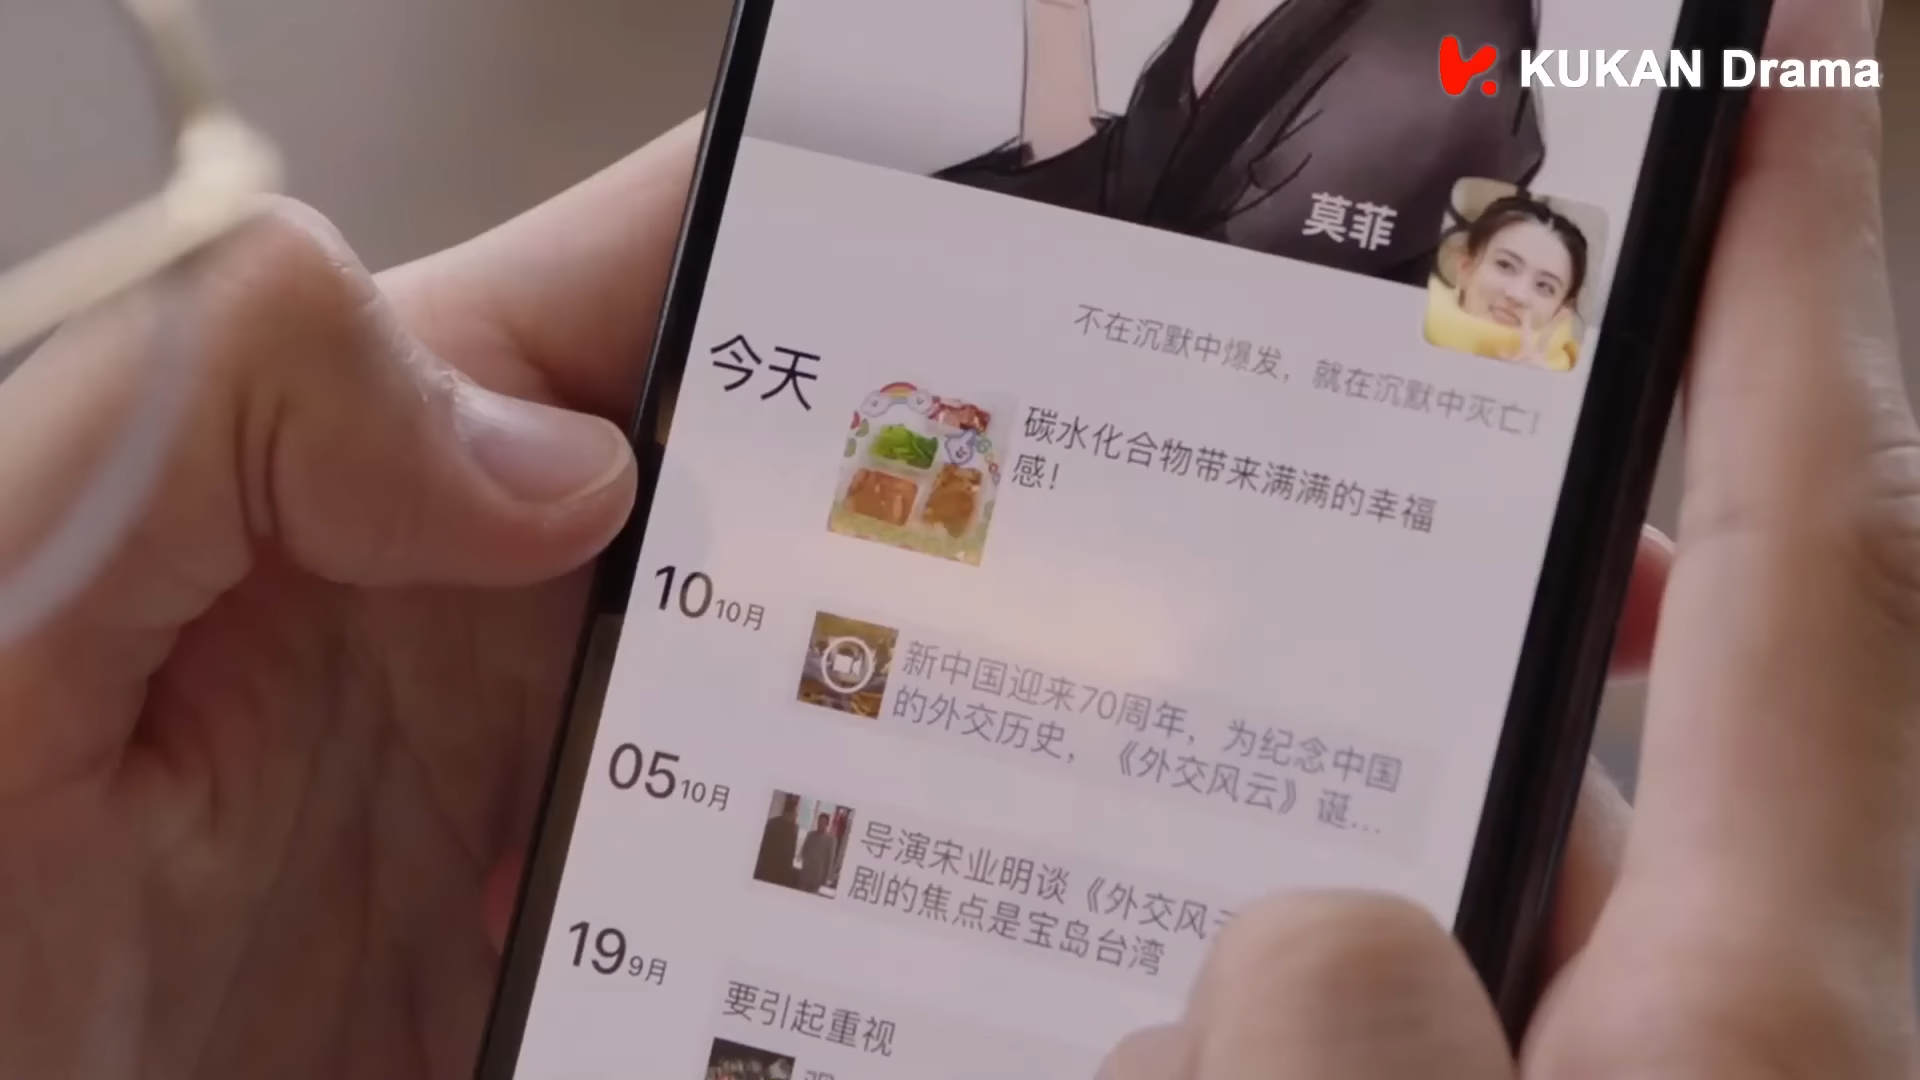 KUKAN Drama
莫菲
不在沉默中爆发，就在沉默中灭亡！
今天
碳水化合物带来满满的幸福
感！
10 10月
新中国迎来70周年，为纪念中国
的外交历史，《外交风云》诞...
05 10月
导演宋业明谈《外交风
剧的焦点是宝岛台湾
19 9月
要引起重视